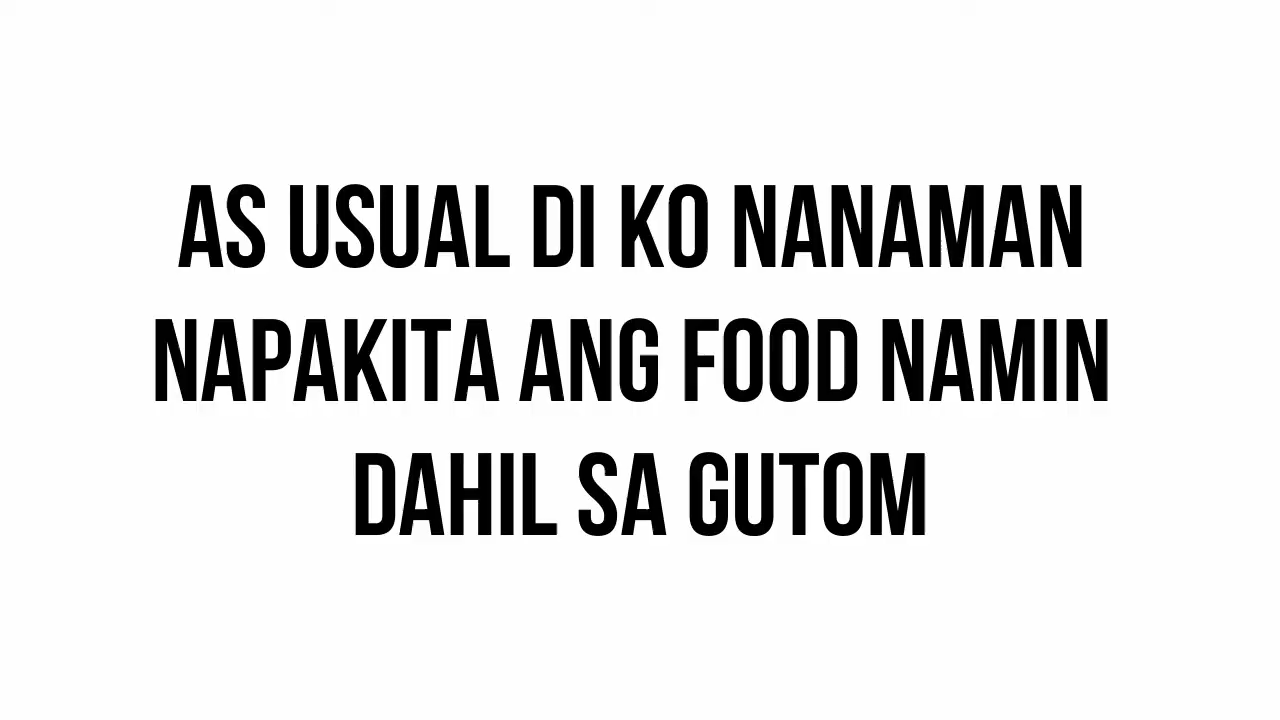 AS USUAL DI KO NANAMAN
NAPAKITA ANG FOOD NAMIN
DAHIL SA GUTOM